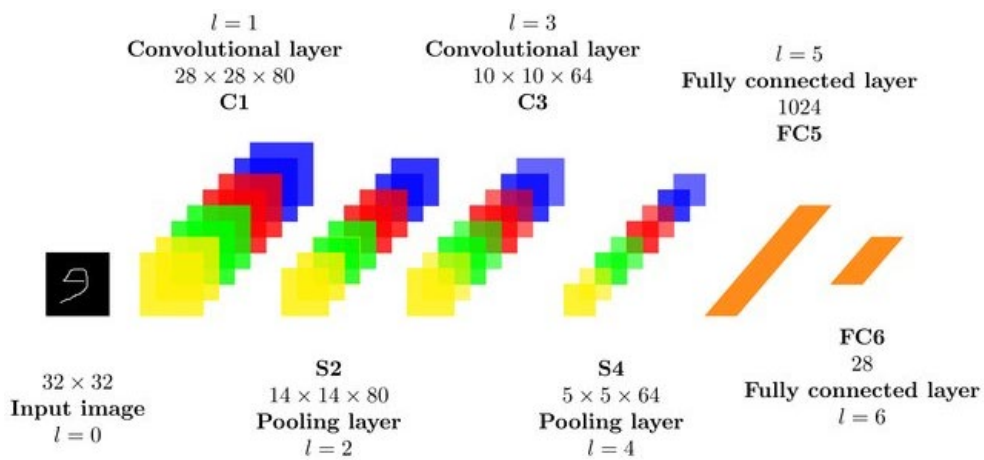 l = 1
Convolutional layer
28 × 28 × 80
C1
l = 3
Convolutional layer
10 × 10 × 64
C3
l = 5
Fully connected layer
1024
FC5
32 × 32
Input image
l = 0
S2
14 × 14 × 80
Pooling layer
l = 2
S4
5 × 5 × 64
Pooling layer
l = 4
FC6
28
Fully connected layer
l = 6